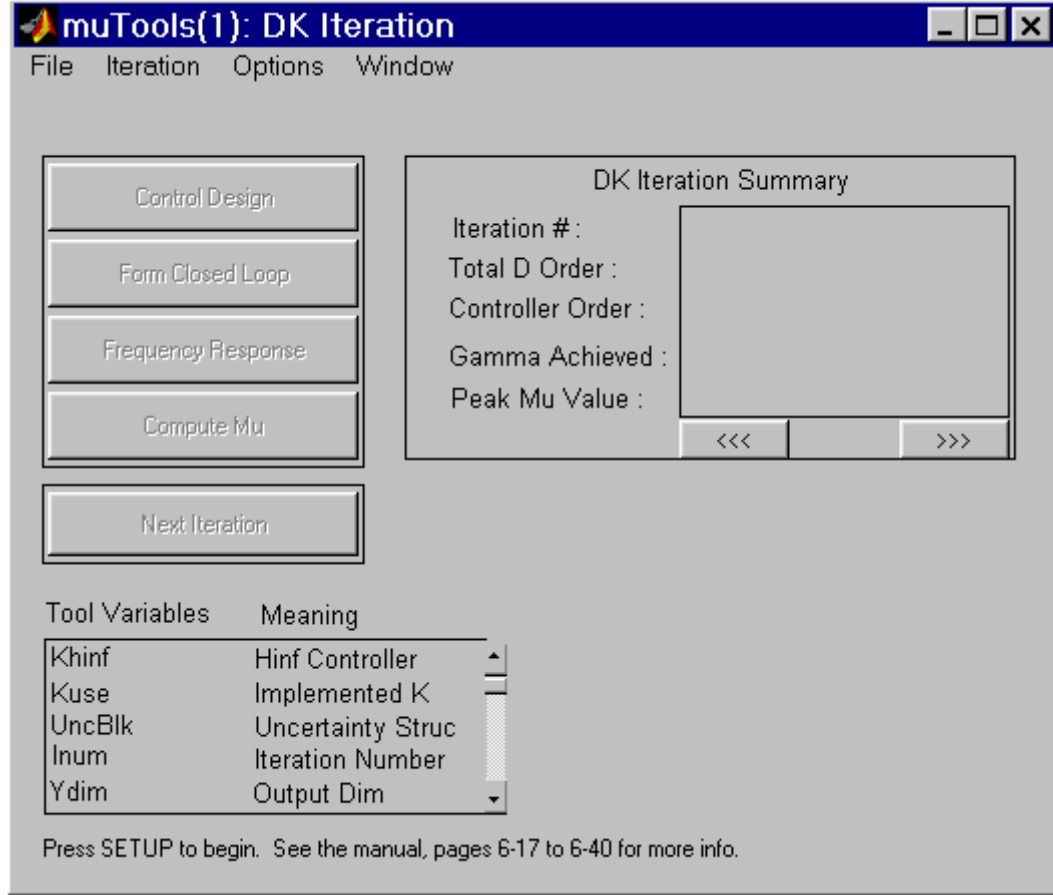 muTools(1): DK Iteration
File Iteration Options Window
Control Design
Form Closed Loop
Frequency Response
Compute Mu
Next Iteration
DK Iteration Summary
Iteration # :
Total D Order :
Controller Order :
Gamma Achieved :
Peak Mu Value :
<<< >>>
Tool Variables Meaning
Khinf Hinf Controller
Kuse Implemented K
UncBlk Uncertainty Struc
Inum Iteration Number
Ydim Output Dim
Press SETUP to begin. See the manual, pages 6-17 to 6-40 for more info.